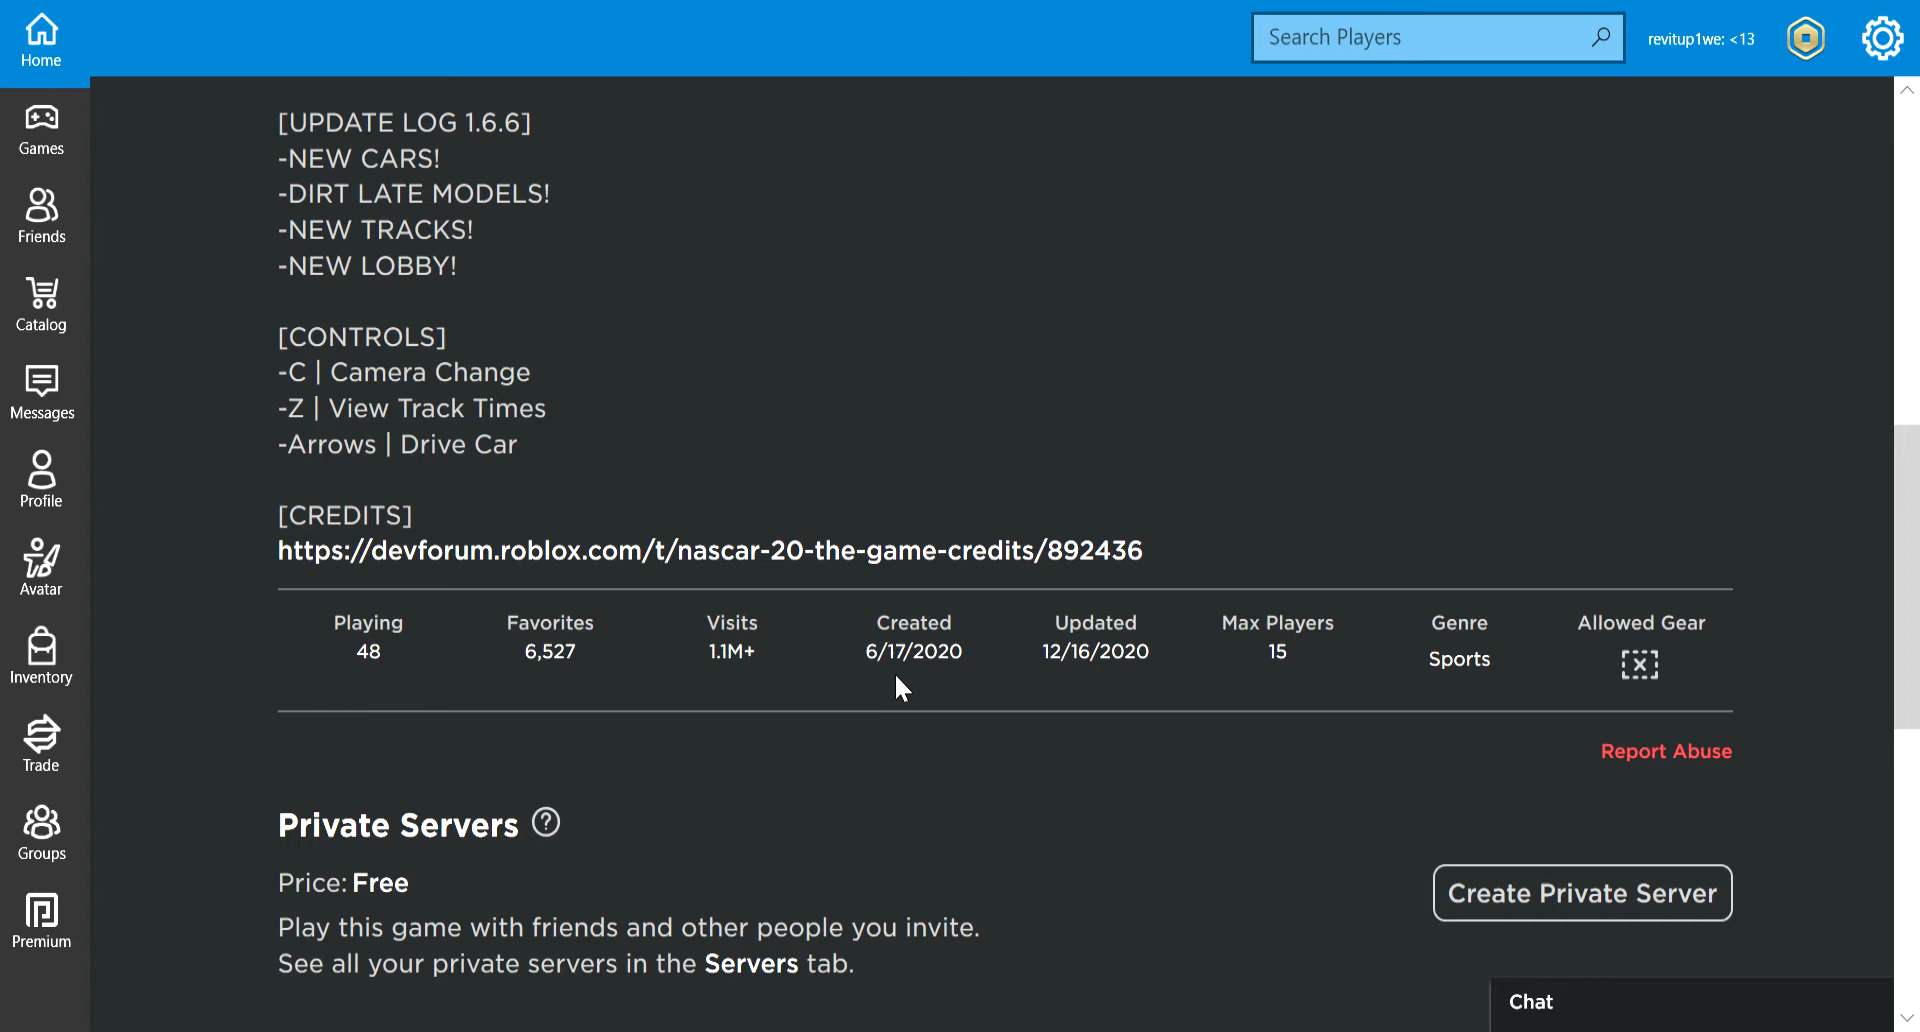 Home
Search Players
revitup1we: <13
Games
Friends
Catalog
Messages
Profile
Avatar
Inventory
Trade
Groups
Premium
[UPDATE LOG 1.6.6]
-NEW CARS!
-DIRT LATE MODELS!
-NEW TRACKS!
-NEW LOBBY!
[CONTROLS]
-C | Camera Change
-Z | View Track Times
-Arrows | Drive Car
[CREDITS]
https://devforum.roblox.com/t/nascar-20-the-game-credits/892436
Playing Favorites Visits Created Updated Max Players Genre Allowed Gear
48 6,527 1.1M+ 6/17/2020 12/16/2020 15 Sports
Report Abuse
Private Servers
Price: Free
Create Private Server
Play this game with friends and other people you invite.
See all your private servers in the Servers tab.
Chat